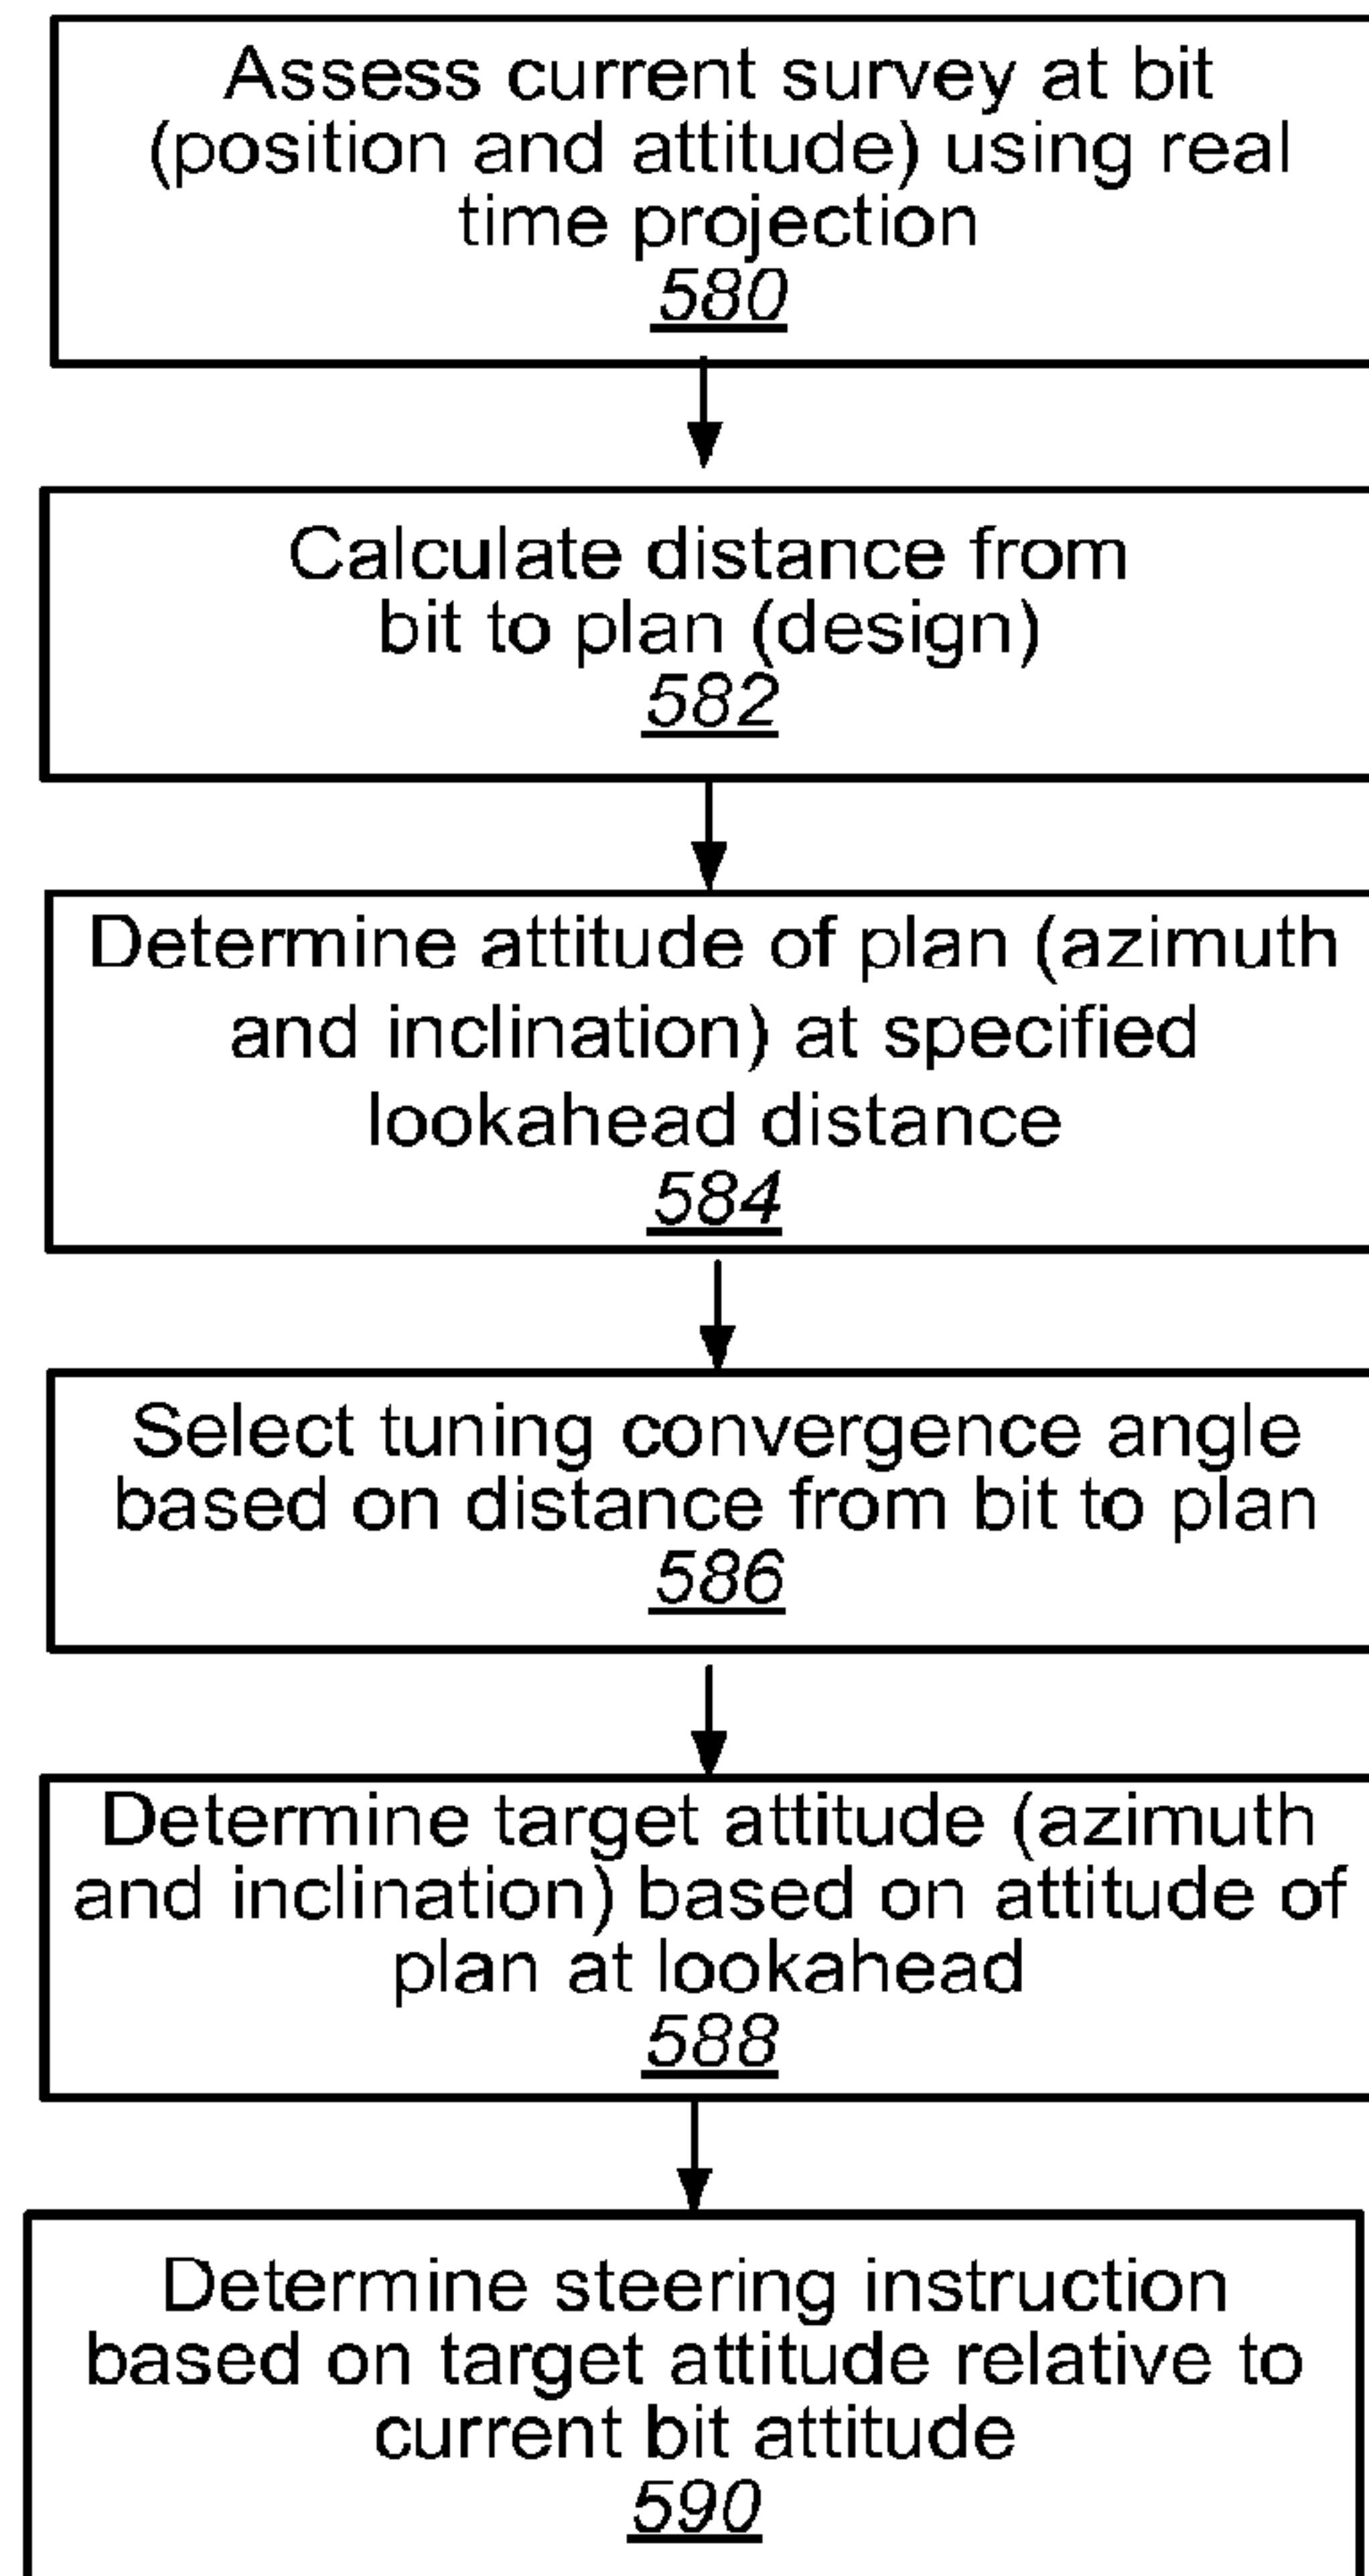 Assess current survey at bit
(position and attitude) using real
time projection
580
Calculate distance from
bit to plan (design)
582
Determine attitude of plan (azimuth
and inclination) at specified
lookahead distance
584
Select tuning convergence angle
based on distance from bit to plan
586
Determine target attitude (azimuth
and inclination) based on attitude of
plan at lookahead
588
Determine steering instruction
based on target attitude relative to
current bit attitude
590